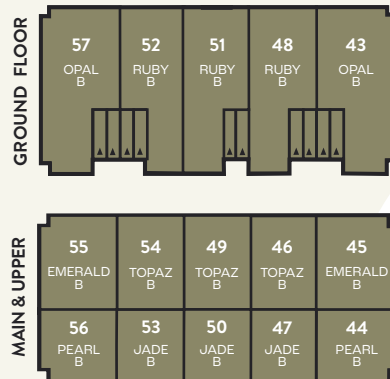 GROUND FLOOR
57 52 51 48 43
OPAL RUBY RUBY RUBY OPAL
B B B B B
MAIN & UPPER
55 54 49 46 45
EMERALD TOPAZ TOPAZ TOPAZ EMERALD
B B B B B
56 53 50 47 44
PEARL JADE JADE JADE PEARL
B B B B B